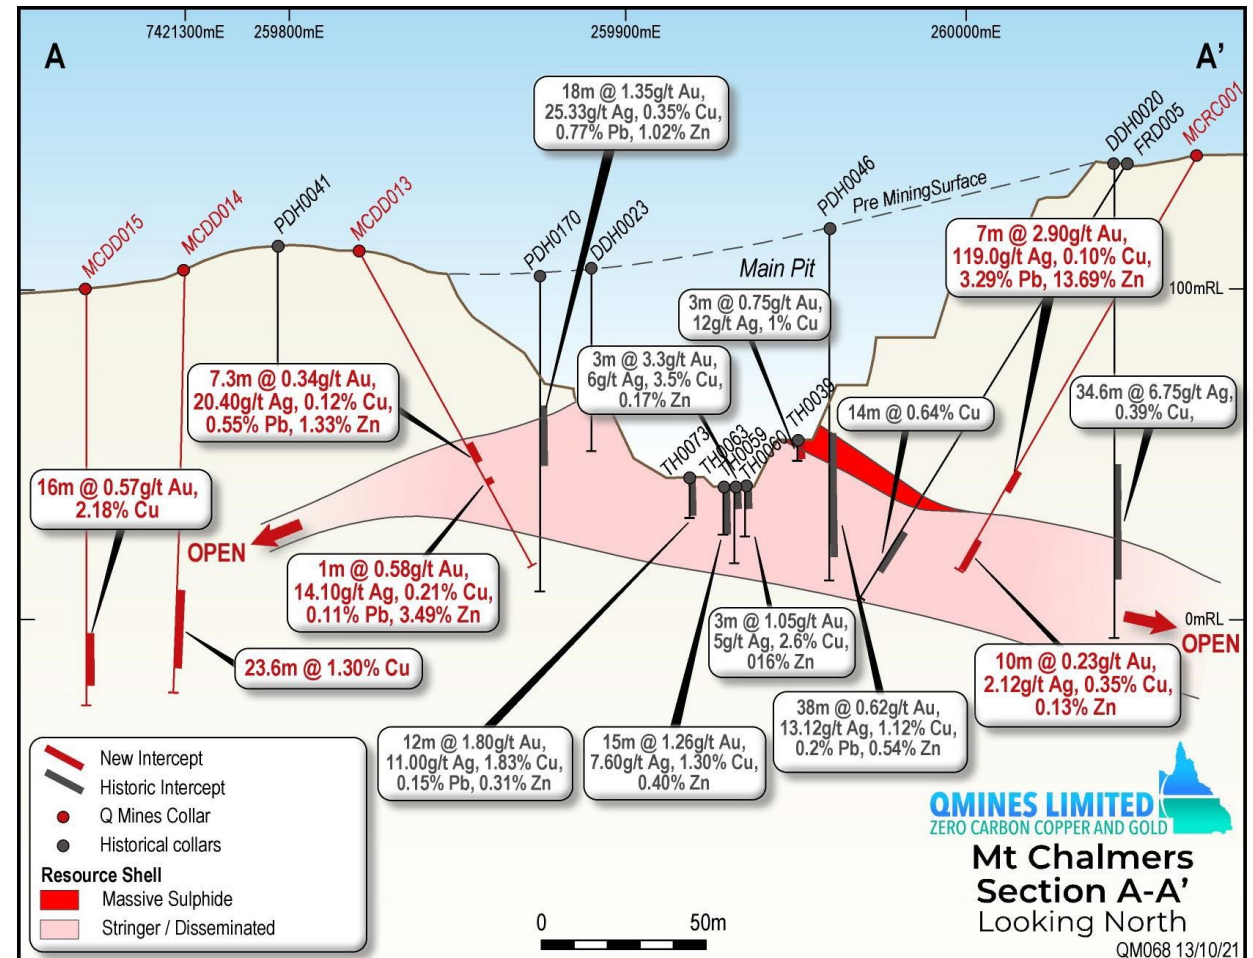 7421300mE 259800mE 259900mE 260000mE
A
A’
18m @ 1.35g/t Au,
25.33g/t Ag, 0.35% Cu,
0.77% Pb, 1.02% Zn
DDH0020
FRD005
MCRC001
MCDD015
MCDD014
PDH0041
MCDD013
PDH0170
DDH0023
PDH0046
Pre MiningSurface
Main Pit
7m @ 2.90g/t Au,
119.0g/t Ag, 0.10% Cu,
3.29% Pb, 13.69% Zn
100mRL
3m @ 0.75g/t Au,
12g/t Ag, 1% Cu
3m @ 3.3g/t Au,
6g/t Ag, 3.5% Cu,
0.17% Zn
7.3m @ 0.34g/t Au,
20.40g/t Ag, 0.12% Cu,
0.55% Pb, 1.33% Zn
34.6m @ 6.75g/t Ag,
0.39% Cu,
14m @ 0.64% Cu
TH0073
TH0063
TH0059
TH0060
TH0039
16m @ 0.57g/t Au,
2.18% Cu
OPEN
1m @ 0.58g/t Au,
14.10g/t Ag, 0.21% Cu,
0.11% Pb, 3.49% Zn
3m @ 1.05g/t Au,
5g/t Ag, 2.6% Cu,
016% Zn
0mRL
OPEN
23.6m @ 1.30% Cu
10m @ 0.23g/t Au,
2.12g/t Ag, 0.35% Cu,
0.13% Zn
38m @ 0.62g/t Au,
13.12g/t Ag, 1.12% Cu,
0.2% Pb, 0.54% Zn
12m @ 1.80g/t Au,
11.00g/t Ag, 1.83% Cu,
0.15% Pb, 0.31% Zn
15m @ 1.26g/t Au,
7.60g/t Ag, 1.30% Cu,
0.40% Zn
New Intercept
Historic Intercept
Q Mines Collar
Historical collars
Resource Shell
Massive Sulphide
Stringer / Disseminated
0 50m
QMINES LIMITED
ZERO CARBON COPPER AND GOLD
Mt Chalmers
Section A-A’
Looking North
QM068 13/10/21